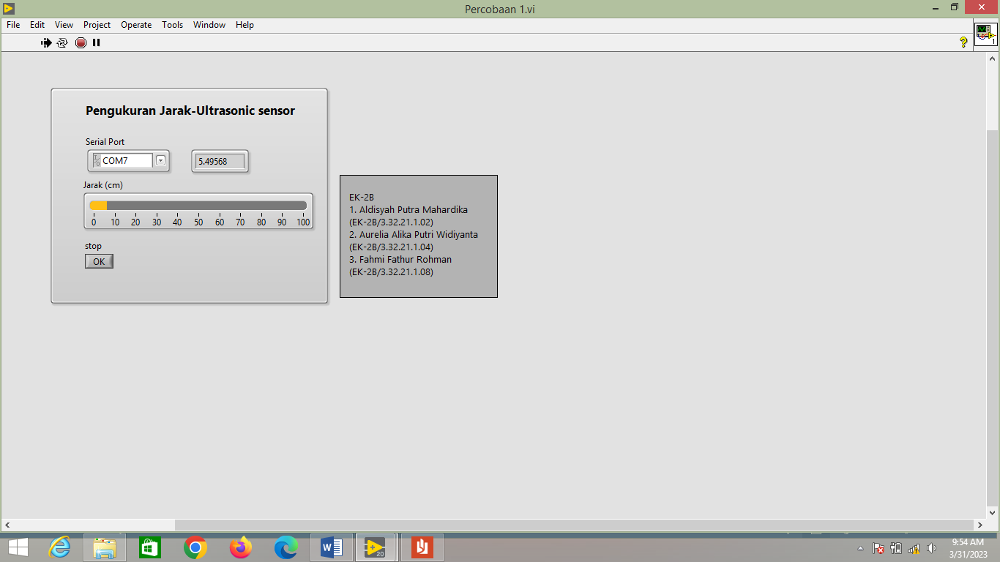 Percobaan 1.vi
File Edit View Project Operate Tools Window Help
1
Pengukuran Jarak-Ultrasonic sensor
Serial Port
COM7
5.49568
Jarak (cm)
0 10 20 30 40 50 60 70 80 90 100
stop
OK
EK-2B
1. Aldisyah Putra Mahardika
(EK-2B/3.32.21.1.02)
2. Aurelia Alika Putri Widiyanta
(EK-2B/3.32.21.1.04)
3. Fahmi Fathur Rohman
(EK-2B/3.32.21.1.08)
20
9:54 AM
3/31/2023